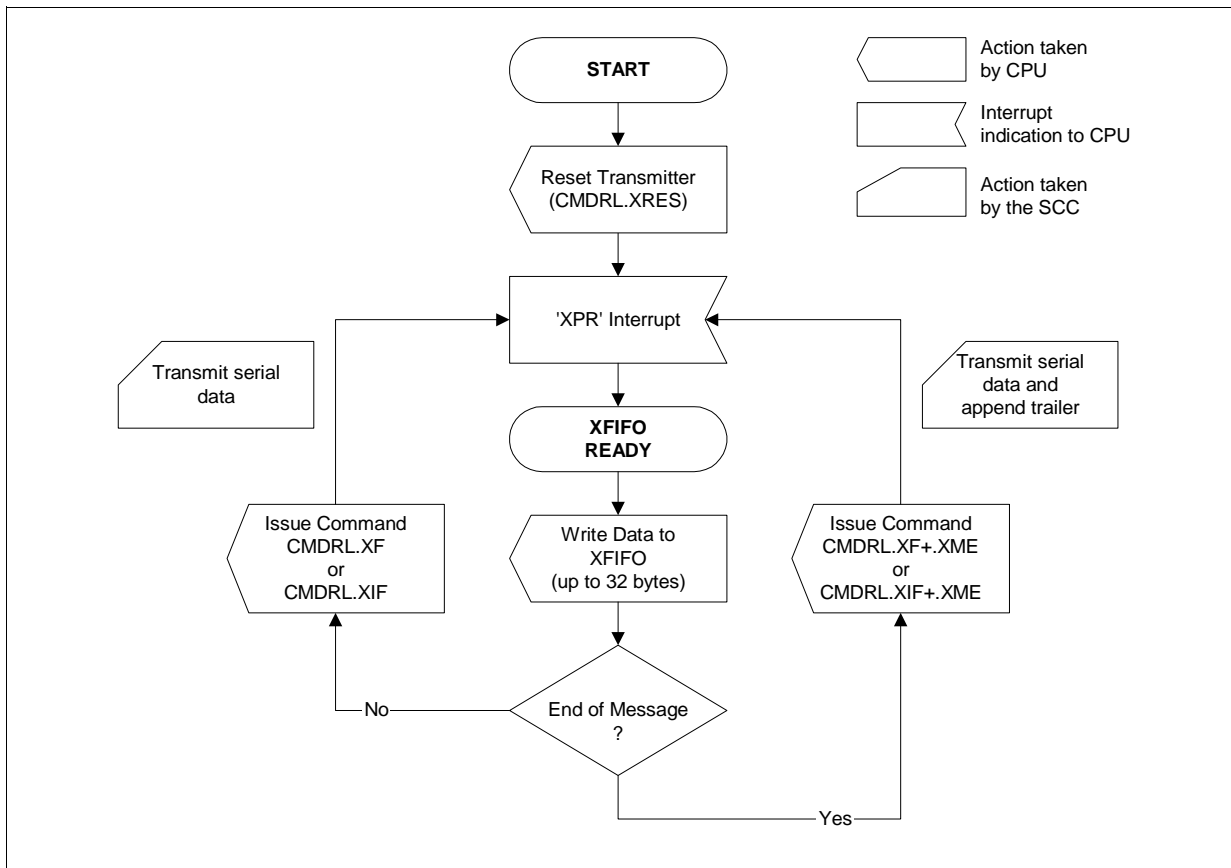 START
Action taken
by CPU
Interrupt
indication to CPU
Action taken
by the SCC
Reset Transmitter
(CMDRL.XRES)
'XPR' Interrupt
Transmit serial
data
Transmit serial
data and
append trailer
XFIFO
READY
Issue Command
CMDRL.XF
or
CMDRL.XIF
Write Data to
XFIFO
(up to 32 bytes)
Issue Command
CMDRL.XF+.XME
or
CMDRL.XIF+.XME
No
End of Message
?
Yes